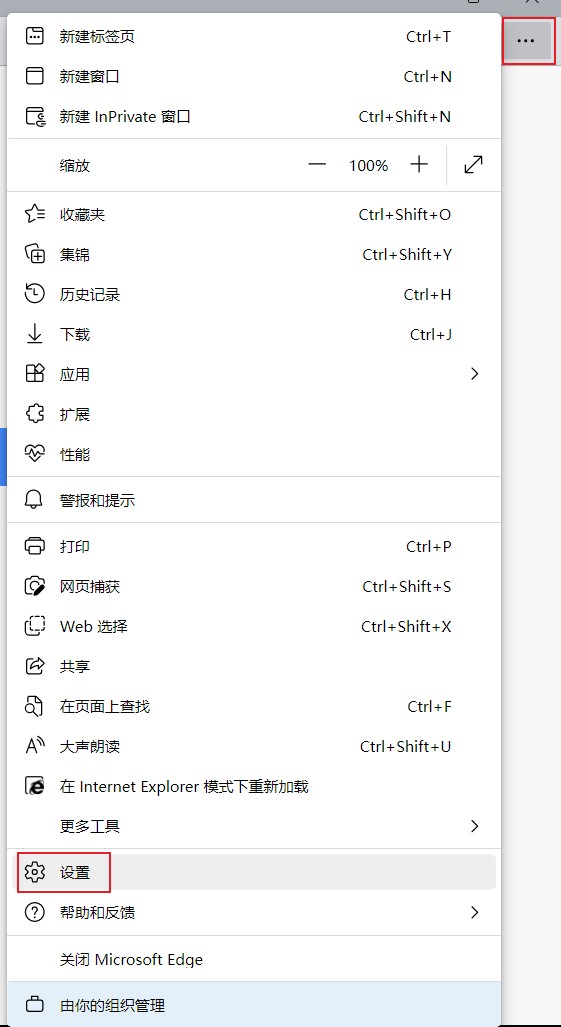 新建标签页 Ctrl+T
新建窗口 Ctrl+N
新建 InPrivate 窗口 Ctrl+Shift+N
缩放 — 100% +
收藏夹 Ctrl+Shift+O
集锦 Ctrl+Shift+Y
历史记录 Ctrl+H
下载 Ctrl+J
应用
扩展
性能
警报和提示
打印 Ctrl+P
网页捕获 Ctrl+Shift+S
Web 选择 Ctrl+Shift+X
共享
在页面上查找 Ctrl+F
大声朗读 Ctrl+Shift+U
在 Internet Explorer 模式下重新加载
更多工具
设置
帮助和反馈
关闭 Microsoft Edge
由你的组织管理